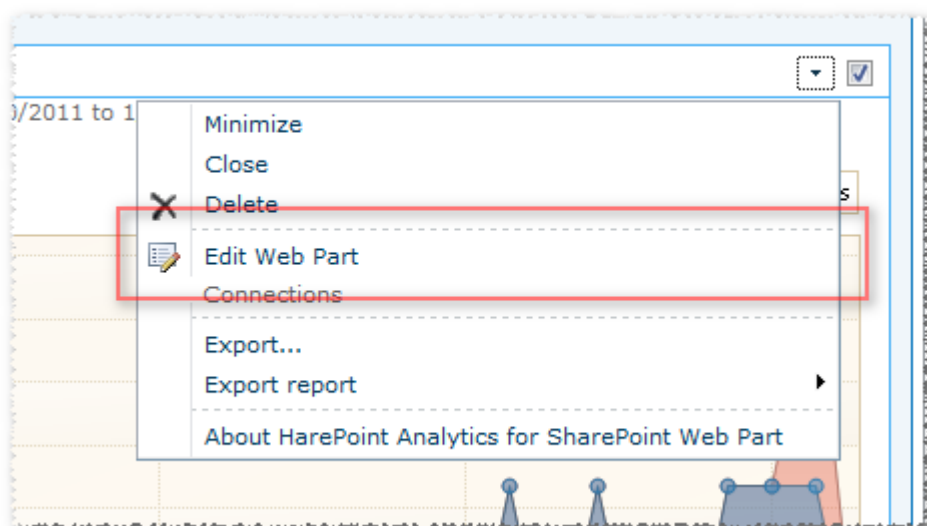 /2011 to 1
Minimize
Close
Delete
s
Edit Web Part
Connections
Export...
Export report
About HarePoint Analytics for SharePoint Web Part